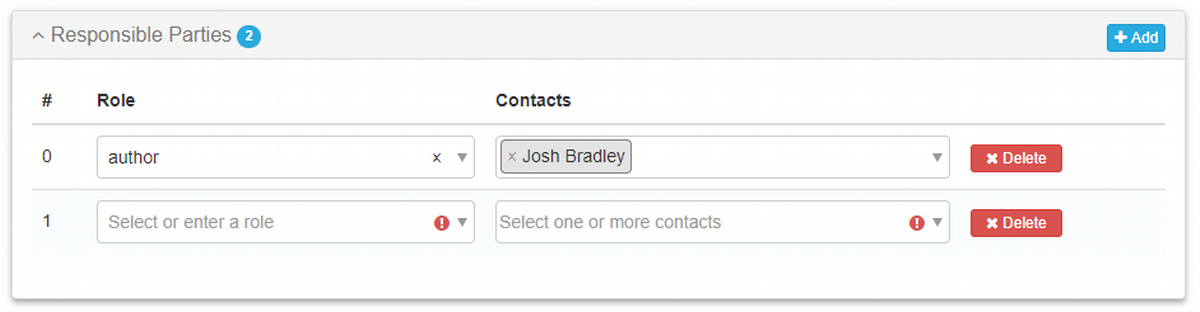 Responsible Parties 2
Add
# Role Contacts
0 author × × Josh Bradley Delete
1 Select or enter a role Select one or more contacts Delete